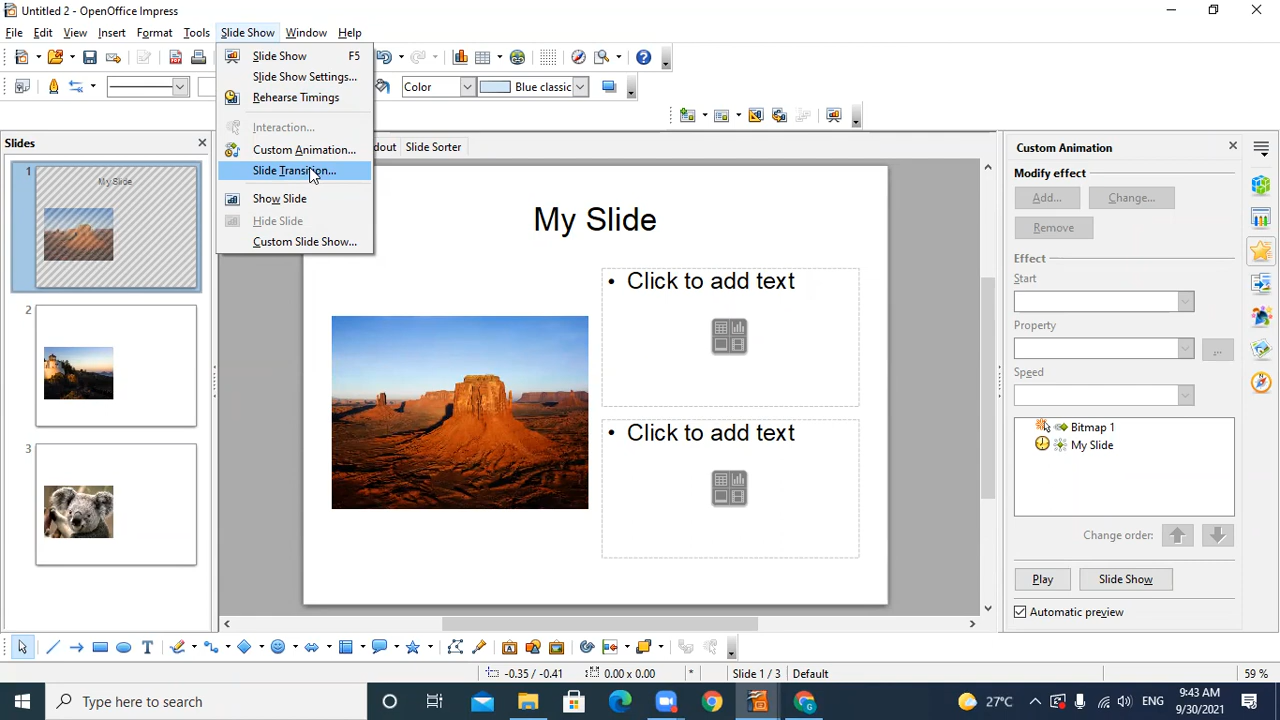 Untitled 2 - OpenOffice Impress
File Edit View Insert Format Tools Slide Show Window Help
Slide Show F5
Slide Show Settings...
Rehearse Timings
Interaction...
Custom Animation...
Slide Transition...
Show Slide
Hide Slide
Custom Slide Show...
Color
Blue classic
Slides
dout
Slide Sorter
1
My Slide
2
3
My Slide
• Click to add text
• Click to add text
Custom Animation
Modify effect
Add...
Change...
Remove
Effect
Start
Property
...
Speed
Bitmap 1
My Slide
Change order:
Play
Slide Show
Automatic preview
-0.35 / -0.41
0.00 x 0.00
*
Slide 1 / 3
Default
59 %
Type here to search
27°C
ENG
9:43 AM
9/30/2021